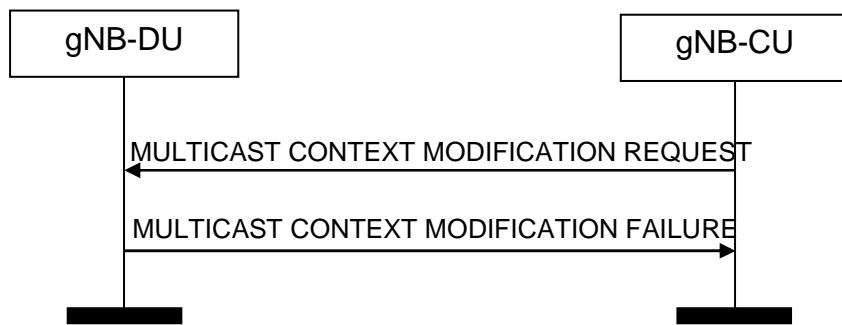 gNB-DU
gNB-CU
MULTICAST CONTEXT MODIFICATION REQUEST
MULTICAST CONTEXT MODIFICATION FAILURE